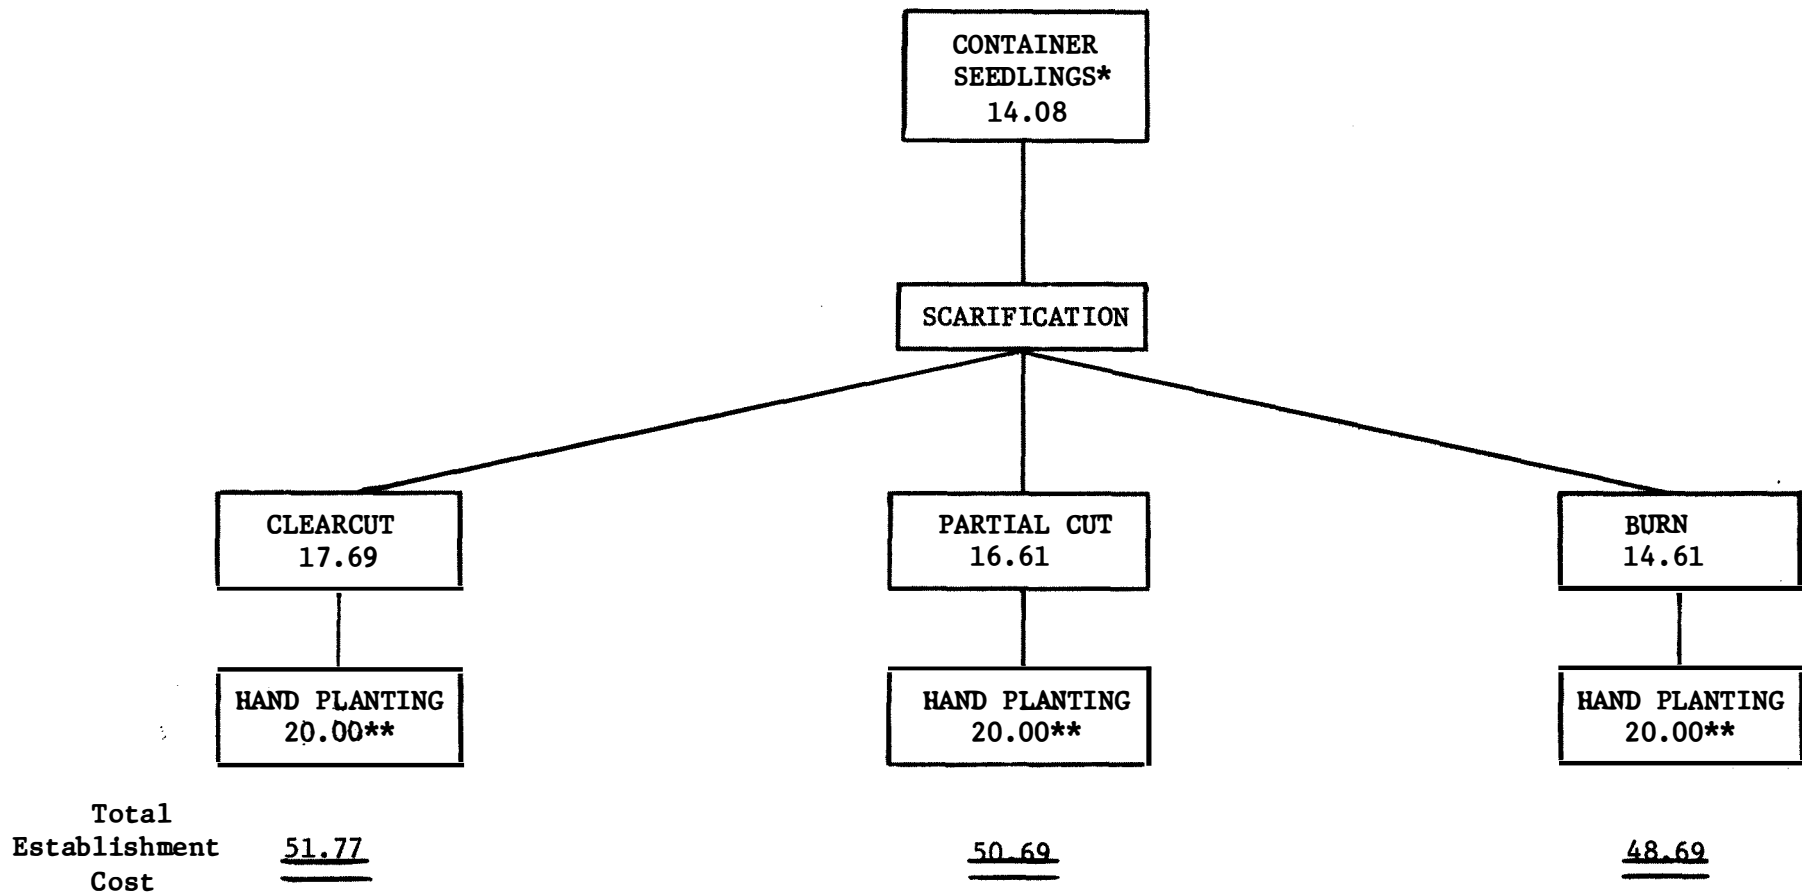 CONTAINER
SEEDLINGS*
14.08
SCARIFICATION
CLEARCUT
17.69
PARTIAL CUT
16.61
BURN
14.61
HAND PLANTING
20.00**
HAND PLANTING
20.00**
HAND PLANTING
20.00**
Total
Establishment
Cost
51.77
50.69
48.69